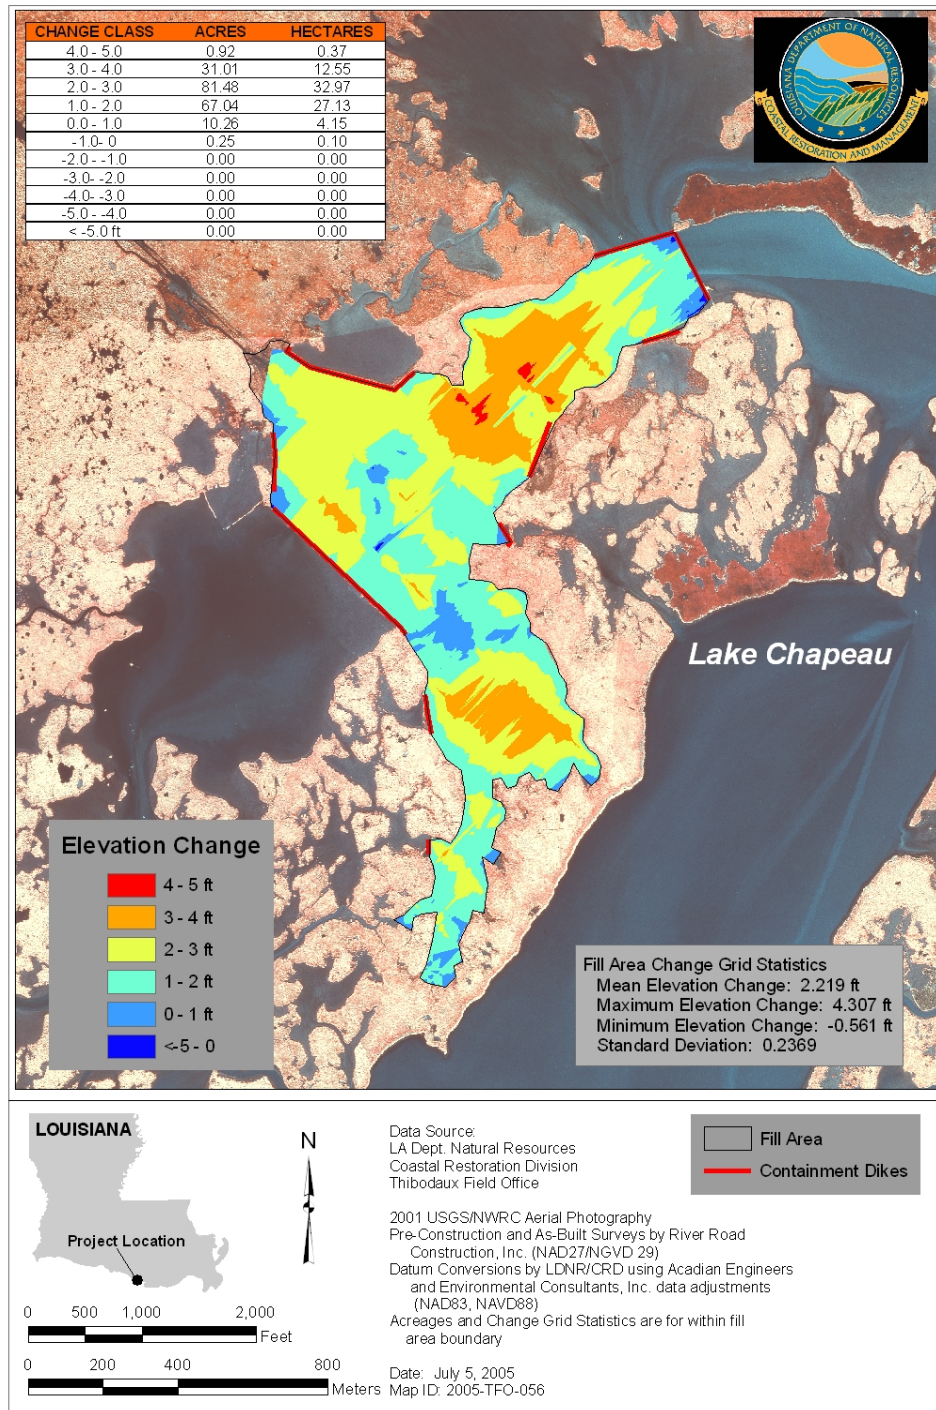 CHANGE CLASS ACRES HECTARES
4.0 - 5.0 0.92 0.37
3.0 - 4.0 31.01 12.55
2.0 - 3.0 81.48 32.97
1.0 - 2.0 67.04 27.13
0.0 - 1.0 10.26 4.15
-1.0- 0 0.25 0.10
-2.0 - -1.0 0.00 0.00
-3.0- -2.0 0.00 0.00
-4.0- -3.0 0.00 0.00
-5.0 - -4.0 0.00 0.00
< -5.0 ft 0.00 0.00
LOUISIANA DEPARTMENT OF NATURAL RESOURCES
COASTAL RESTORATION AND MANAGEMENT
Lake Chapeau
Elevation Change
4 - 5 ft
3 - 4 ft
2 - 3 ft
1 - 2 ft
0 - 1 ft
<-5 - 0
Fill Area Change Grid Statistics
Mean Elevation Change: 2.219 ft
Maximum Elevation Change: 4.307 ft
Minimum Elevation Change: -0.561 ft
Standard Deviation: 0.2369
LOUISIANA
Project Location
0 500 1,000 2,000
Feet
0 200 400 800
Meters
N
Data Source:
LA Dept. Natural Resources
Coastal Restoration Division
Thibodaux Field Office
2001 USGS/NWRC Aerial Photography
Pre-Construction and As-Built Surveys by River Road
Construction, Inc. (NAD27/NGVD 29)
Datum Conversions by LDNR/CRD using Acadian Engineers
and Environmental Consultants, Inc. data adjustments
(NAD83, NAVD88)
Acreages and Change Grid Statistics are for within fill
area boundary
Date: July 5, 2005
Map ID: 2005-TFO-056
Fill Area
Containment Dikes